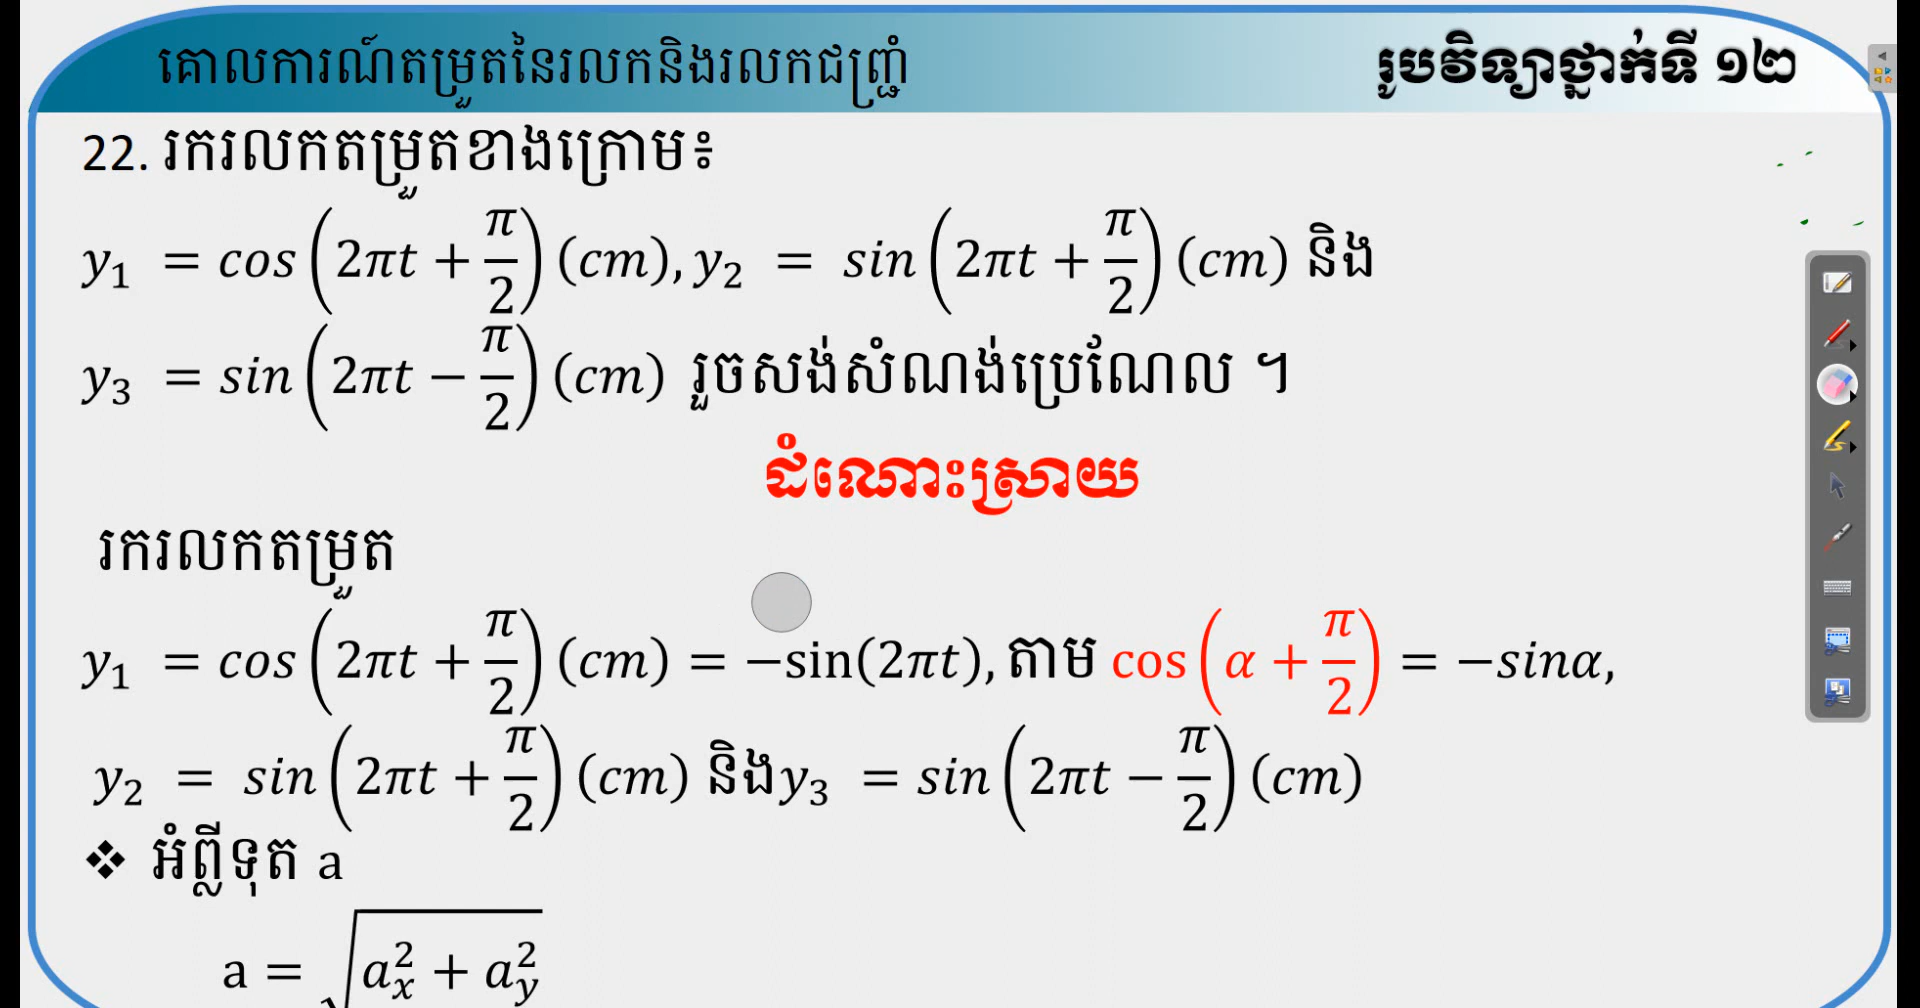 គោលការណ៍តម្រួតនៃរលកនិងរលកជញ្ជ្រាំ រូបវិទ្យាថ្នាក់ទី ១២
22. រករលកតម្រួតខាងក្រោម៖
y₁ = cos(2πt + π/2) (cm), y₂ = sin(2πt + π/2) (cm) និង
y₃ = sin(2πt − π/2) (cm) រួចសង់សំណង់ប្រេណែល ។
ដំណោះស្រាយ
រករលកតម្រួត
y₁ = cos(2πt + π/2) (cm) = −sin(2πt), តាម cos(α + π/2) = −sinα,
y₂ = sin(2πt + π/2) (cm) និងy₃ = sin(2πt − π/2) (cm)
❖ អំព្លីទុត a
a = √(aₓ² + a_y²)